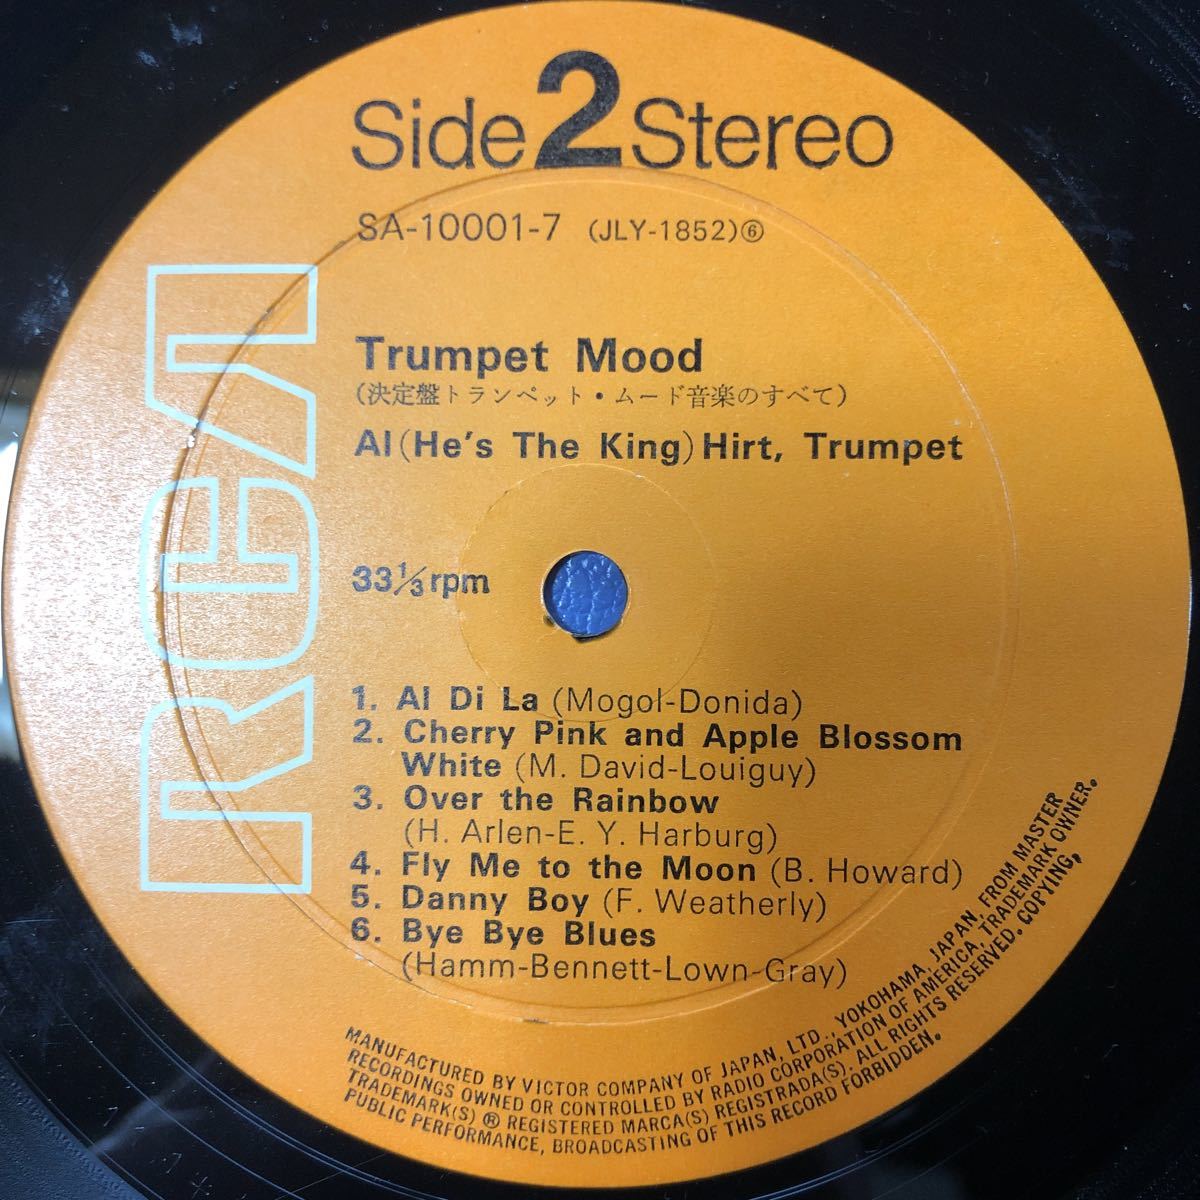 Side 2 Stereo
SA-10001-7 (JLY-1852)⑥
RCA
Trumpet Mood
(決定盤トランペット・ムード音楽のすべて)
Al (He's The King) Hirt, Trumpet
33 1/3 rpm
1. Al Di La (Mogol-Donida)
2. Cherry Pink and Apple Blossom
White (M. David-Louiguy)
3. Over the Rainbow
(H. Arlen-E. Y. Harburg)
4. Fly Me to the Moon (B. Howard)
5. Danny Boy (F. Weatherly)
6. Bye Bye Blues
(Hamm-Bennett-Lown-Gray)
MANUFACTURED BY VICTOR COMPANY OF JAPAN, LTD., YOKOHAMA, JAPAN, FROM MASTER
RECORDINGS OWNED OR CONTROLLED BY RADIO CORPORATION OF AMERICA, TRADEMARK OWNER.
TRADEMARK(S) ® REGISTERED MARCA(S) REGISTRADA(S). ALL RIGHTS RESERVED. COPYING,
PUBLIC PERFORMANCE, BROADCASTING OF THIS RECORD FORBIDDEN.